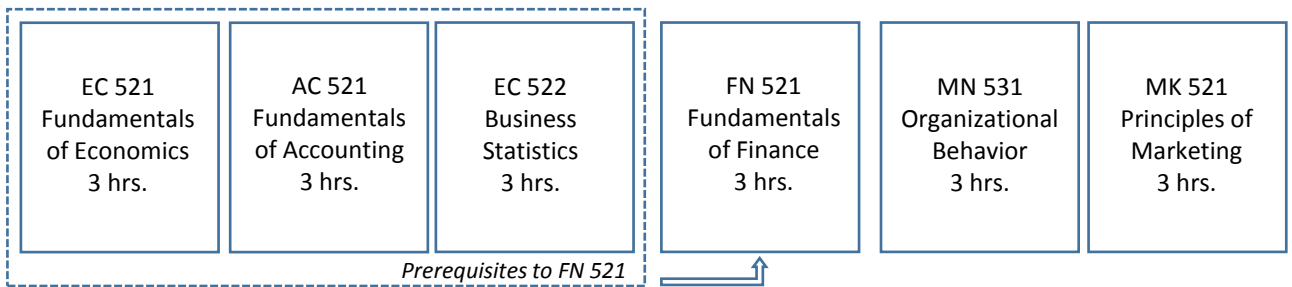 EC 521
Fundamentals
of Economics
3 hrs.
AC 521
Fundamentals
of Accounting
3 hrs.
EC 522
Business
Statistics
3 hrs.
Prerequisites to FN 521
FN 521
Fundamentals
of Finance
3 hrs.
MN 531
Organizational
Behavior
3 hrs.
MK 521
Principles of
Marketing
3 hrs.